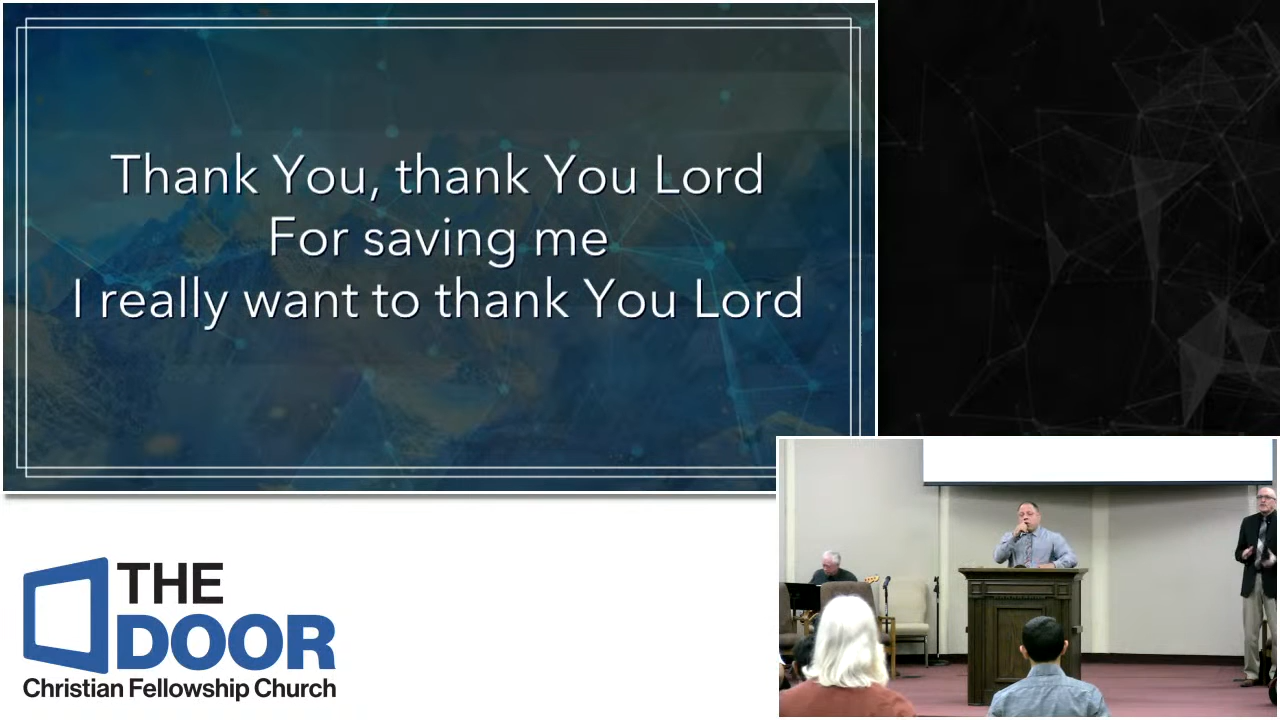 Thank You, thank You Lord
For saving me
I really want to thank You Lord
THE
DOOR
Christian Fellowship Church